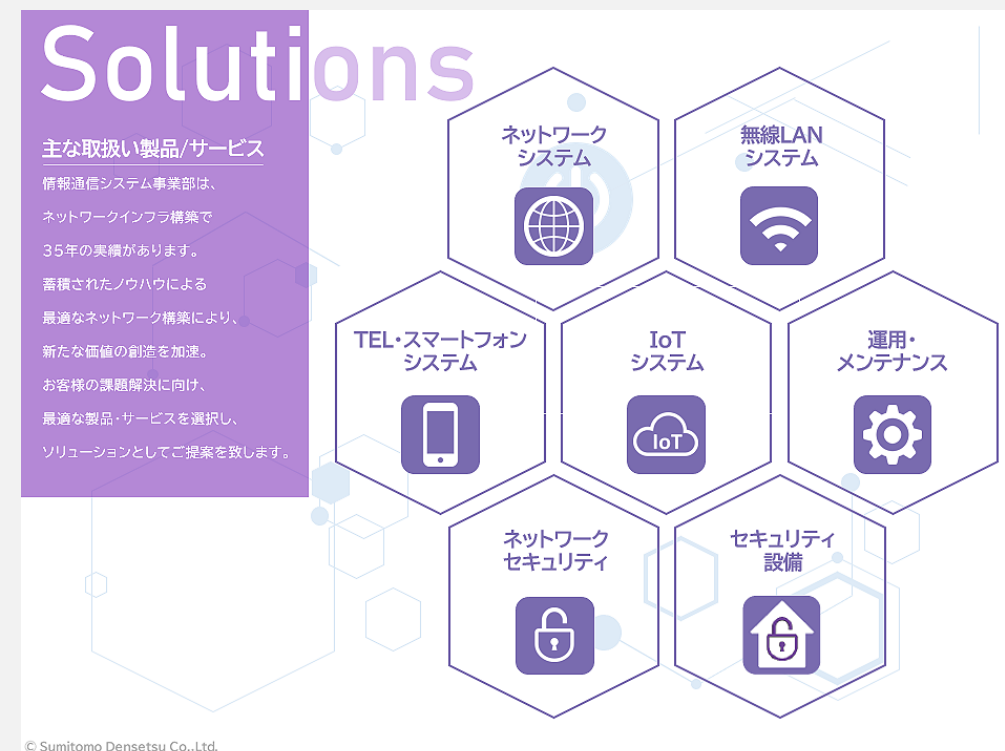 Solutions
主な取扱い製品/サービス
情報通信システム事業部は、
ネットワークインフラ構築で
35年の実績があります。
蓄積されたノウハウによる
最適なネットワーク構築により、
新たな価値の創造を加速。
お客様の課題解決に向け、
最適な製品・サービスを選択し、
ソリューションとしてご提案を致します。
ネットワーク
システム
無線LAN
システム
TEL・スマートフォン
システム
IoT
システム
IoT
運用・
メンテナンス
ネットワーク
セキュリティ
セキュリティ
設備
© Sumitomo Densetsu Co.,Ltd.